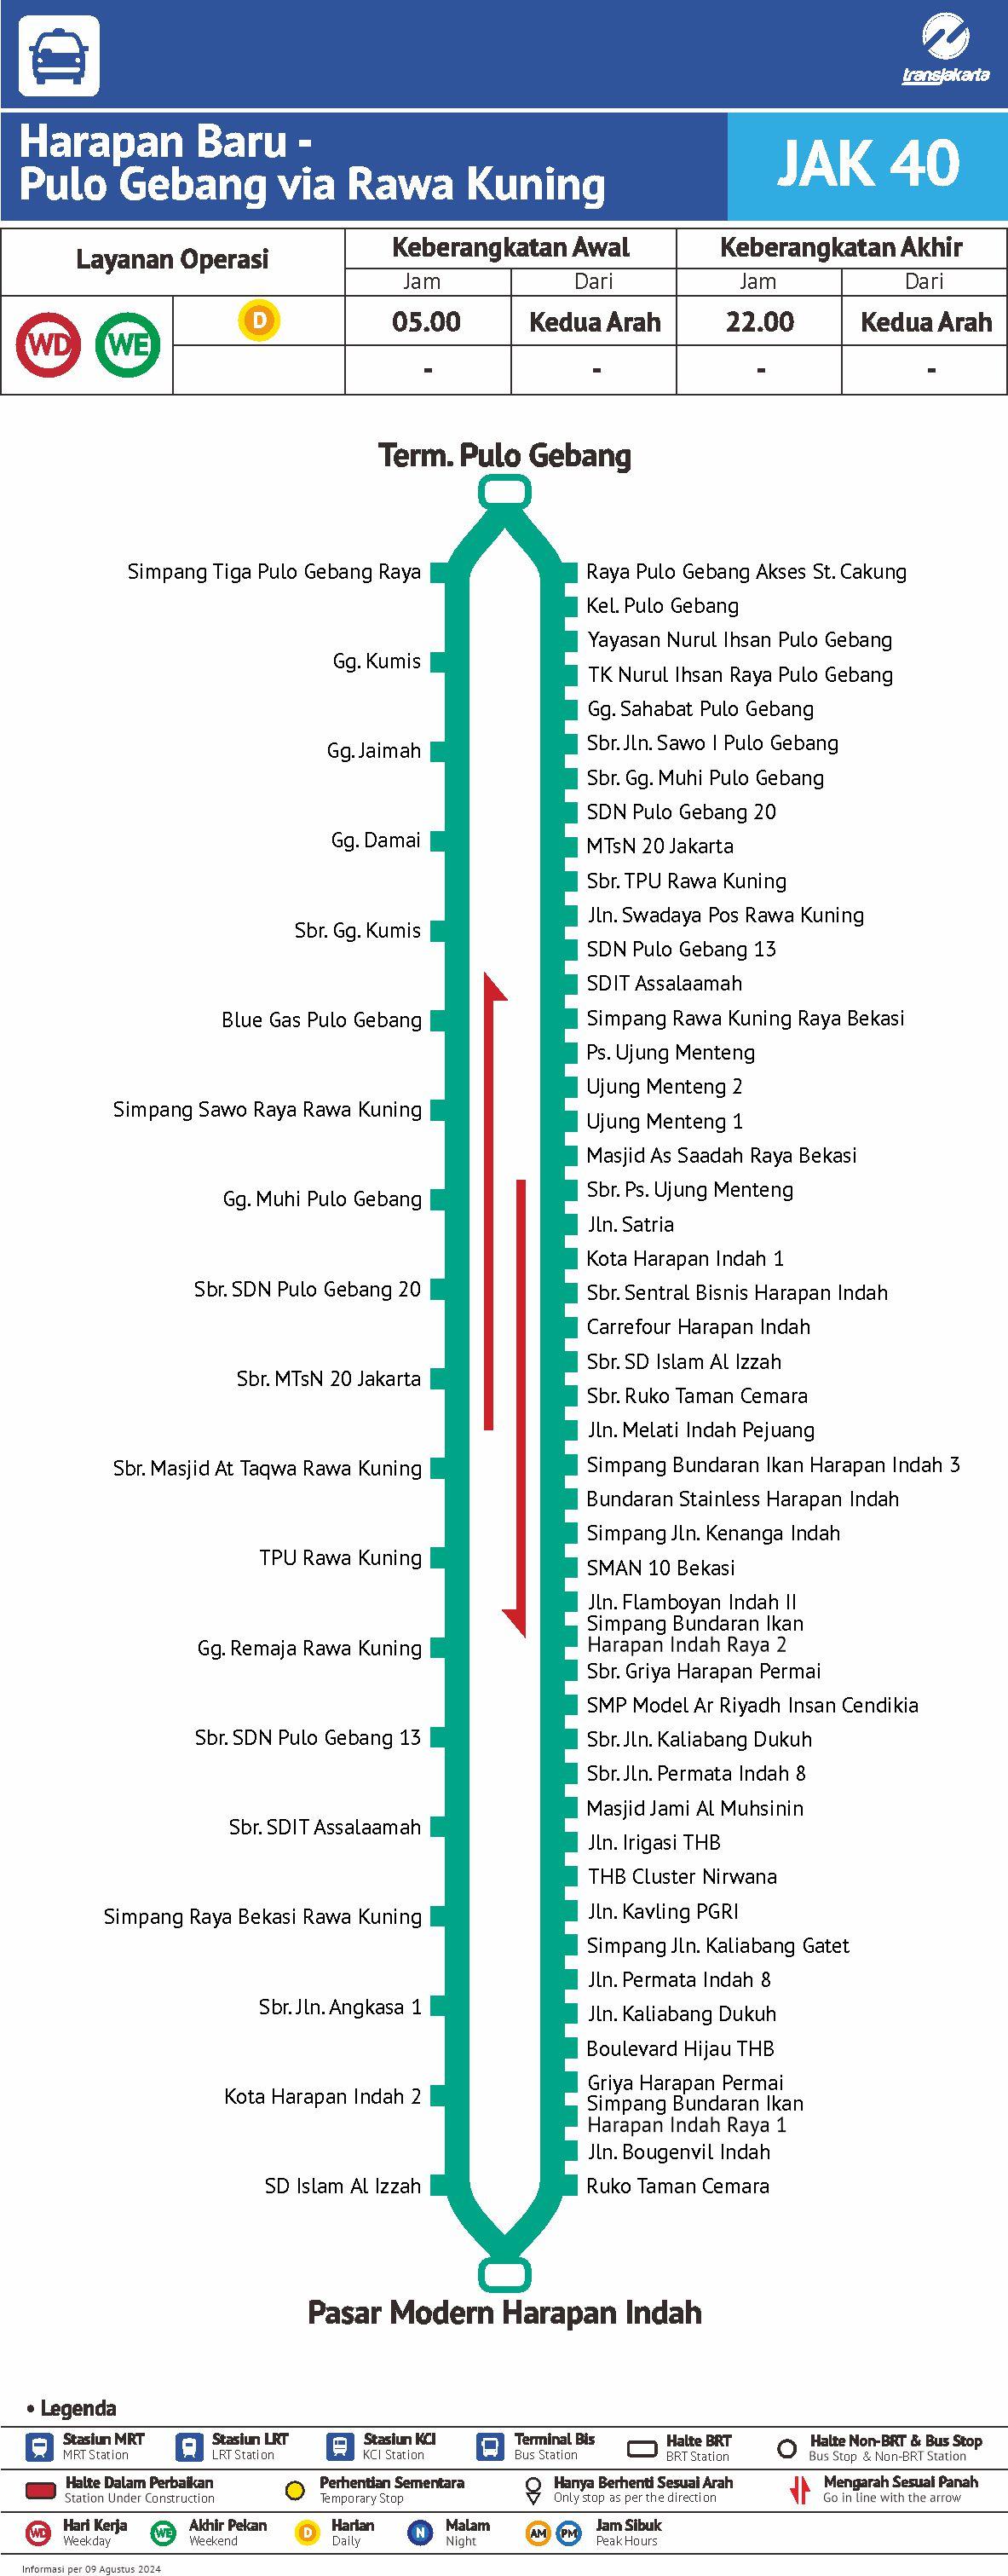 transjakarta
Harapan Baru -
Pulo Gebang via Rawa Kuning
JAK 40
Layanan Operasi
Keberangkatan Awal
Keberangkatan Akhir
Jam
Dari
Jam
Dari
WD
WE
D
05.00
Kedua Arah
22.00
Kedua Arah
-
-
-
-
Term. Pulo Gebang
Simpang Tiga Pulo Gebang Raya
Gg. Kumis
Gg. Jaimah
Gg. Damai
Sbr. Gg. Kumis
Blue Gas Pulo Gebang
Simpang Sawo Raya Rawa Kuning
Gg. Muhi Pulo Gebang
Sbr. SDN Pulo Gebang 20
Sbr. MTsN 20 Jakarta
Sbr. Masjid At Taqwa Rawa Kuning
TPU Rawa Kuning
Gg. Remaja Rawa Kuning
Sbr. SDN Pulo Gebang 13
Sbr. SDIT Assalaamah
Simpang Raya Bekasi Rawa Kuning
Sbr. Jln. Angkasa 1
Kota Harapan Indah 2
SD Islam Al Izzah
Raya Pulo Gebang Akses St. Cakung
Kel. Pulo Gebang
Yayasan Nurul Ihsan Pulo Gebang
TK Nurul Ihsan Raya Pulo Gebang
Gg. Sahabat Pulo Gebang
Sbr. Jln. Sawo I Pulo Gebang
Sbr. Gg. Muhi Pulo Gebang
SDN Pulo Gebang 20
MTsN 20 Jakarta
Sbr. TPU Rawa Kuning
Jln. Swadaya Pos Rawa Kuning
SDN Pulo Gebang 13
SDIT Assalaamah
Simpang Rawa Kuning Raya Bekasi
Ps. Ujung Menteng
Ujung Menteng 2
Ujung Menteng 1
Masjid As Saadah Raya Bekasi
Sbr. Ps. Ujung Menteng
Jln. Satria
Kota Harapan Indah 1
Sbr. Sentral Bisnis Harapan Indah
Carrefour Harapan Indah
Sbr. SD Islam Al Izzah
Sbr. Ruko Taman Cemara
Jln. Melati Indah Pejuang
Simpang Bundaran Ikan Harapan Indah 3
Bundaran Stainless Harapan Indah
Simpang Jln. Kenanga Indah
SMAN 10 Bekasi
Jln. Flamboyan Indah II
Simpang Bundaran Ikan
Harapan Indah Raya 2
Sbr. Griya Harapan Permai
SMP Model Ar Riyadh Insan Cendikia
Sbr. Jln. Kaliabang Dukuh
Sbr. Jln. Permata Indah 8
Masjid Jami Al Muhsinin
Jln. Irigasi THB
THB Cluster Nirwana
Jln. Kavling PGRI
Simpang Jln. Kaliabang Gatet
Jln. Permata Indah 8
Jln. Kaliabang Dukuh
Boulevard Hijau THB
Griya Harapan Permai
Simpang Bundaran Ikan
Harapan Indah Raya 1
Jln. Bougenvil Indah
Ruko Taman Cemara
Pasar Modern Harapan Indah
• Legenda
Stasiun MRT
MRT Station
Stasiun LRT
LRT Station
Stasiun KCI
KCI Station
Terminal Bis
Bus Station
Halte BRT
BRT Station
Halte Non-BRT & Bus Stop
Bus Stop & Non-BRT Station
Halte Dalam Perbaikan
Station Under Construction
Perhentian Sementara
Temporary Stop
Hanya Berhenti Sesuai Arah
Only stop as per the direction
Mengarah Sesuai Panah
Go in line with the arrow
WD
Hari Kerja
Weekday
WE
Akhir Pekan
Weekend
D
Harian
Daily
N
Malam
Night
AM
PM
Jam Sibuk
Peak Hours
Informasi per 09 Agustus 2024